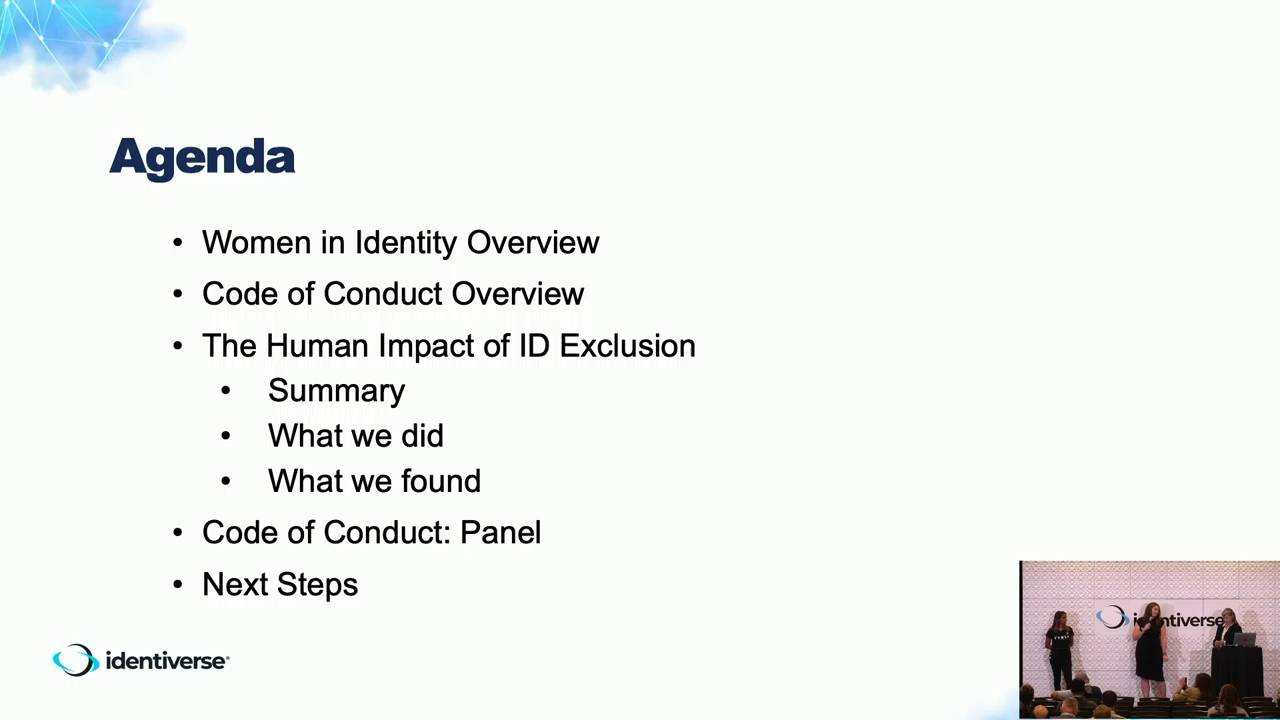 Agenda
• Women in Identity Overview
• Code of Conduct Overview
• The Human Impact of ID Exclusion
• Summary
• What we did
• What we found
• Code of Conduct: Panel
• Next Steps
identiverse®
identiverse